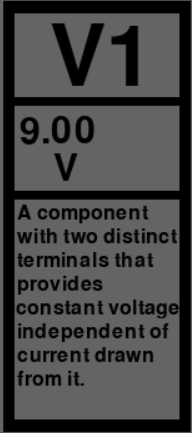 V1
9.00
V
A component
with two distinct
terminals that
provides
constant voltage
independent of
current drawn
from it.